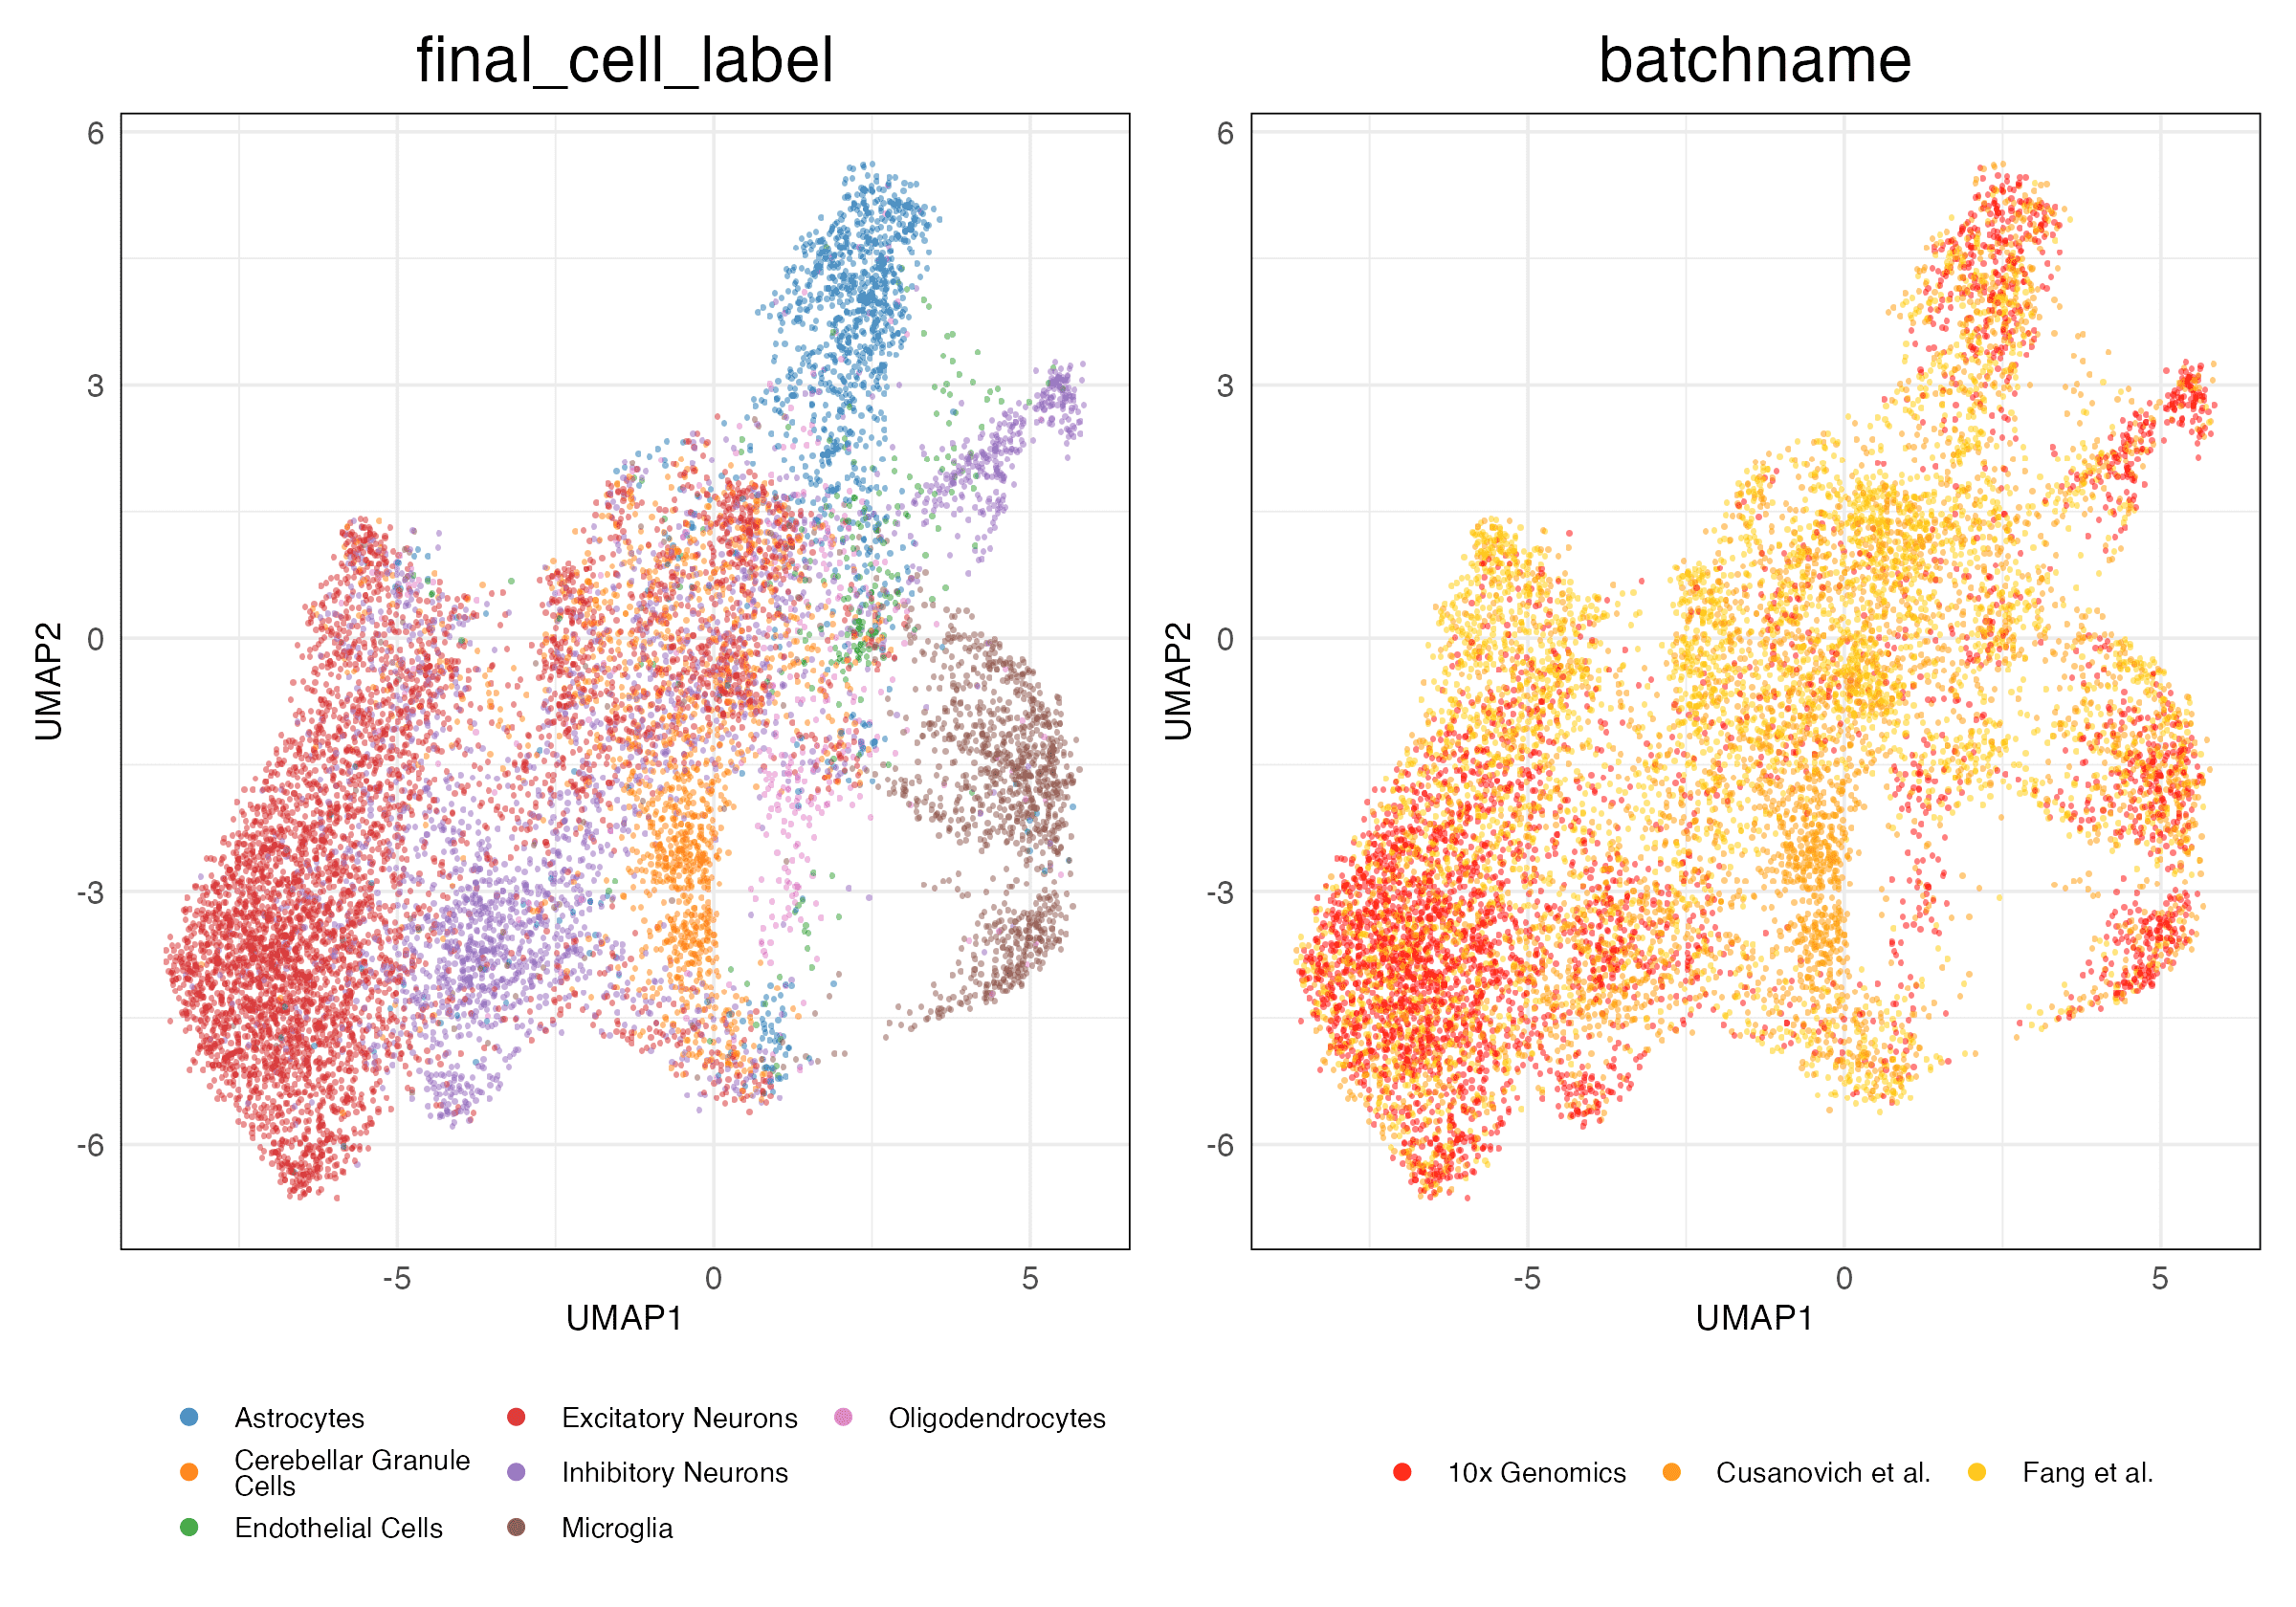 final_cell_label
batchname
6
3
0
-3
-6
UMAP2
-5
0
5
UMAP1
6
3
0
-3
-6
UMAP2
-5
0
5
UMAP1
Astrocytes
Cerebellar Granule
Cells
Endothelial Cells
Excitatory Neurons
Inhibitory Neurons
Microglia
Oligodendrocytes
10x Genomics
Cusanovich et al.
Fang et al.